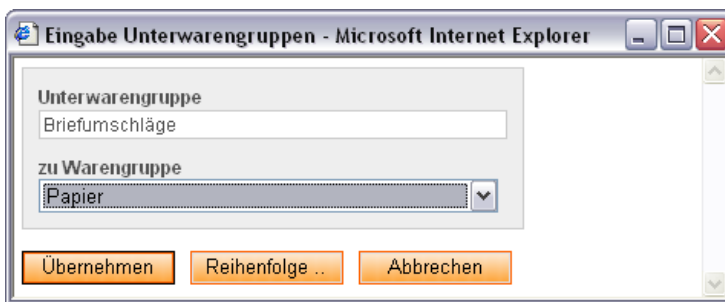 Eingabe Unterwarengruppen - Microsoft Internet Explorer
Unterwarengruppe
Briefumschläge
zu Warengruppe
Papier
Übernehmen Reihenfolge .. Abbrechen